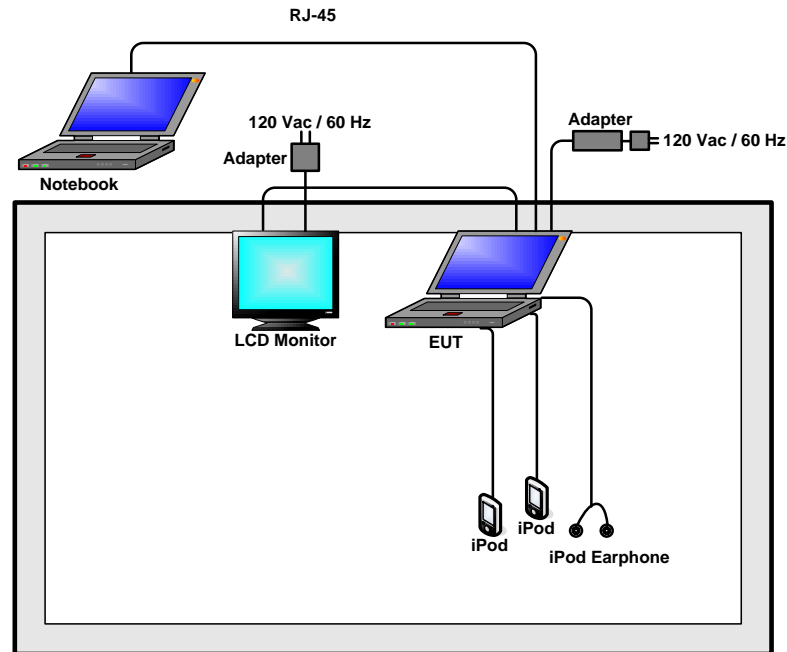 RJ-45
120 Vac / 60 Hz
Adapter
Adapter
120 Vac / 60 Hz
Notebook
LCD Monitor
EUT
iPod
iPod
iPod Earphone